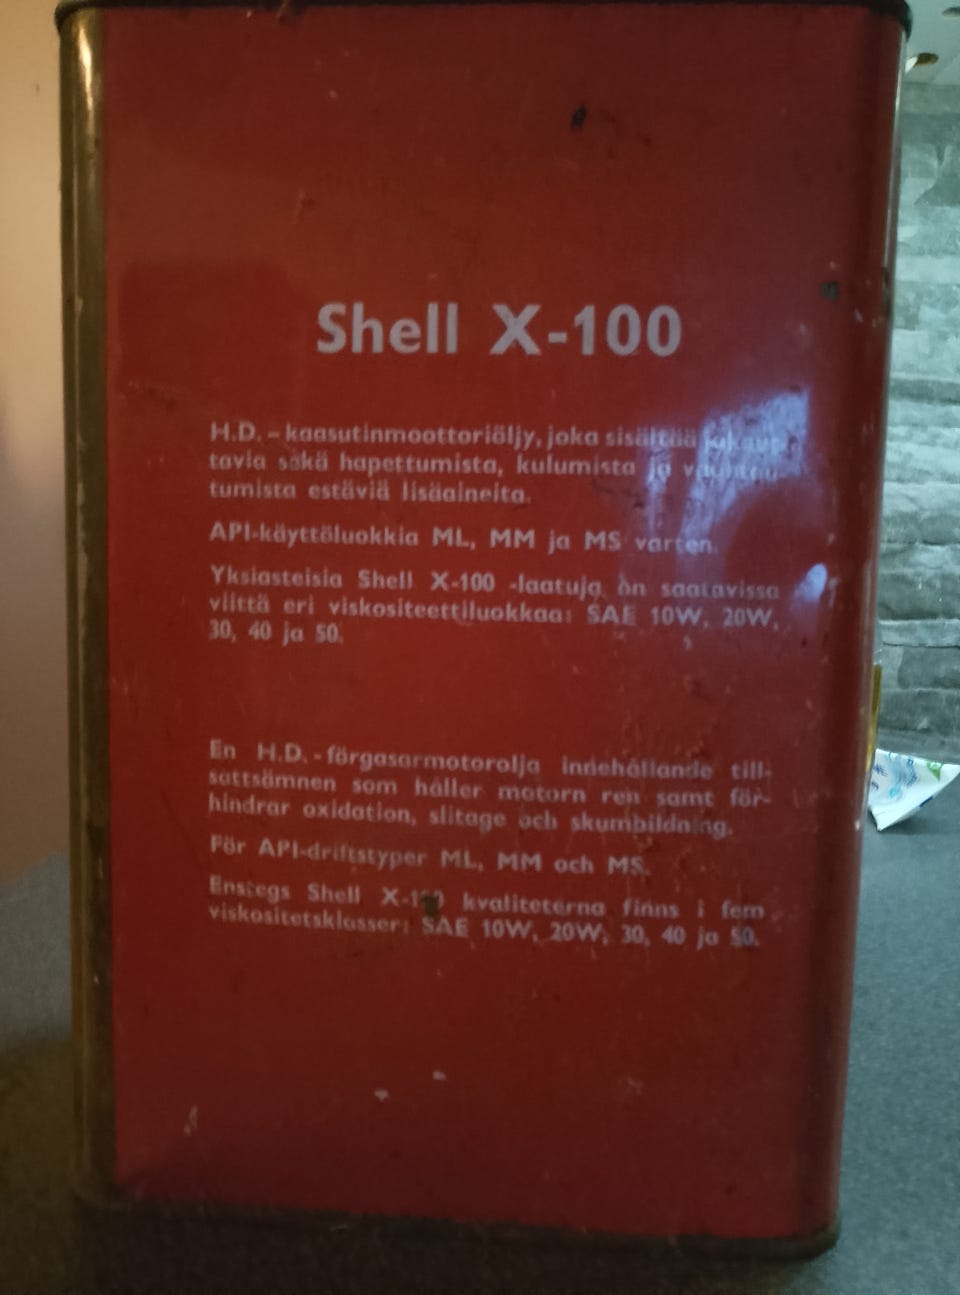 Shell X-100
H.D. - kaasutinmoottoriöljy, joka sisältää
tavia sekä hapettumista, kulumista ja
tumista estäviä lisäaineita.
API-käyttöluokkia ML, MM ja MS varten.
Yksiasteisia Shell X-100 -laatuja on saatavissa
viittä eri viskositeettiluokkaa: SAE 10W, 20W,
30, 40 ja 50.
En H.D. - förgasarmotorolja innehållande till-
sattsämnen som håller motorn ren samt för-
hindrar oxidation, slitage och skumbildning.
För API-driftstyper ML, MM och MS.
Enstegs Shell X-100 kvaliteterna finns i fem
viskositetsklasser: SAE 10W, 20W, 30, 40 ja 50.